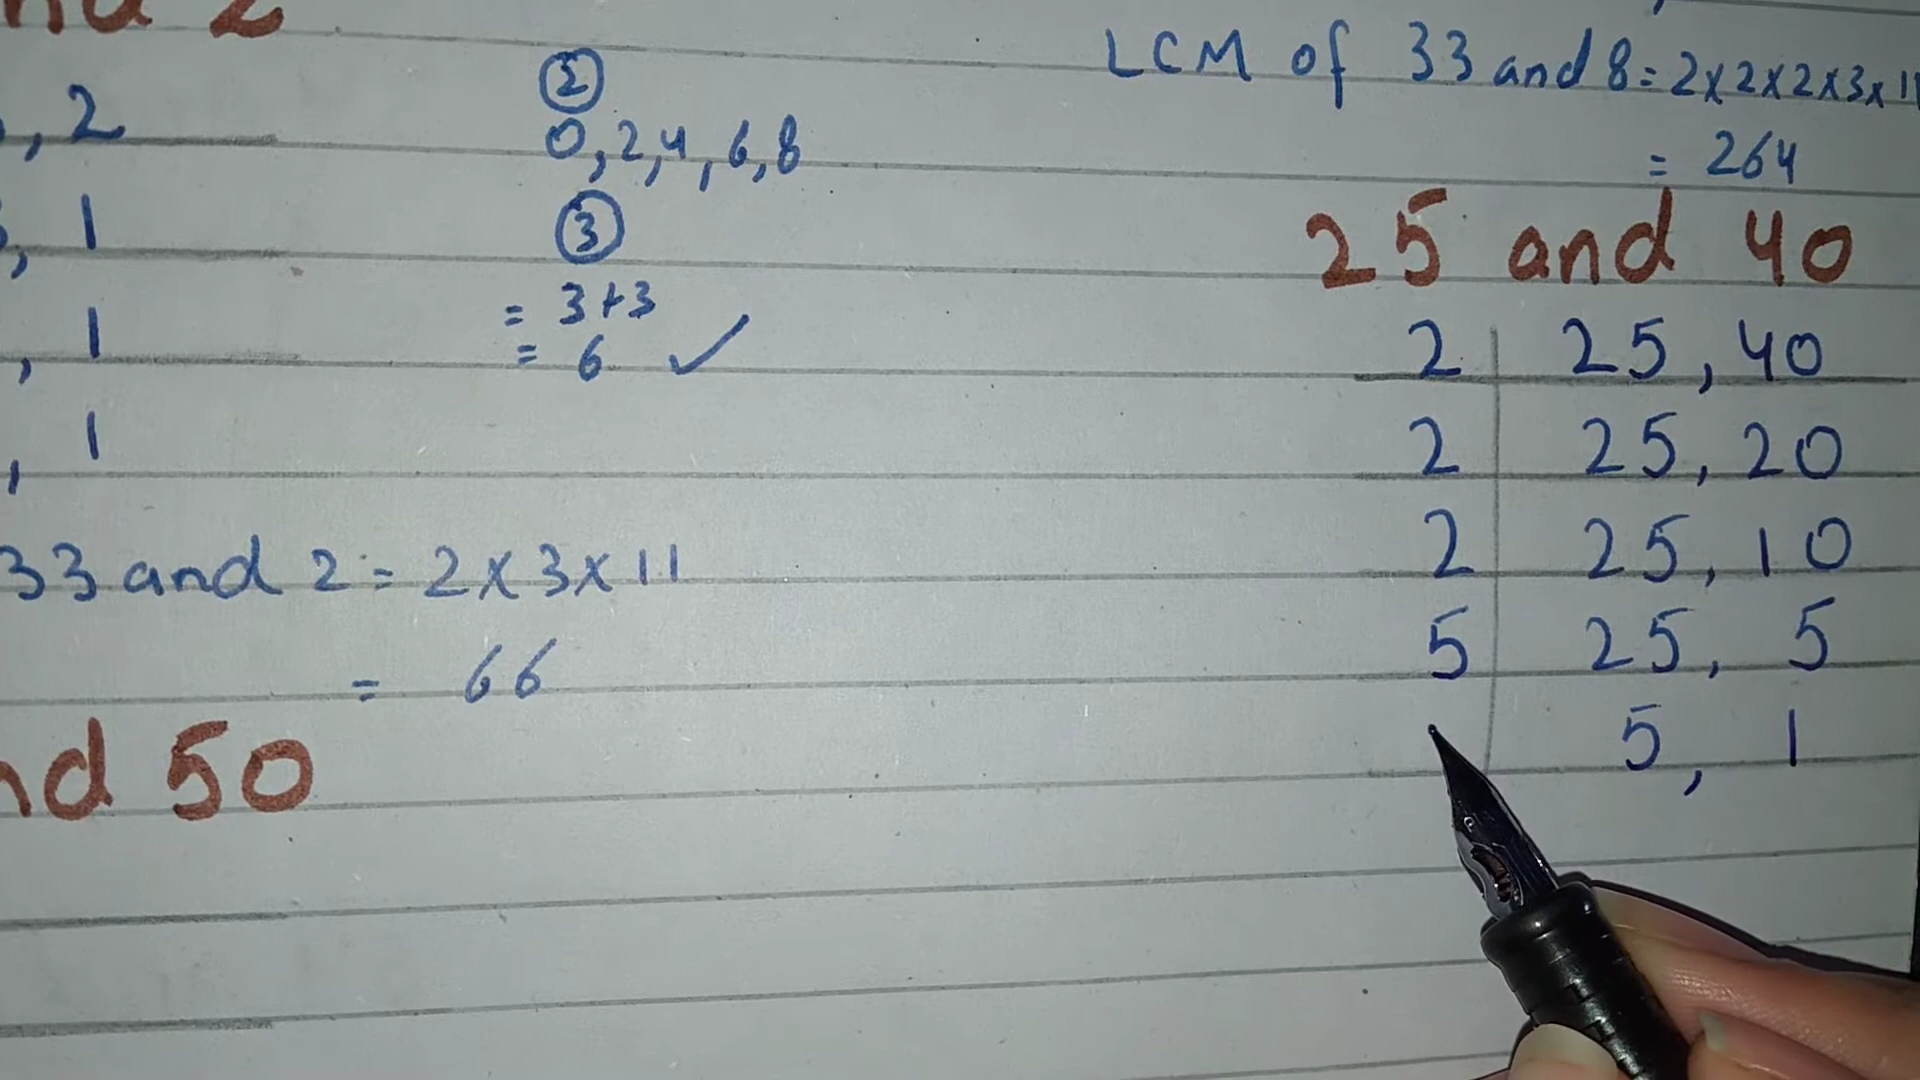 2
, 2
, 1
, 1
, 1
33 and 2 = 2x3x11
= 66
nd 50
2
0,2,4,6,8
3
= 3+3
= 6 ✓
LCM of 33 and 8 = 2x2x2x3x11
= 264
25 and 40
2 25, 40
2 25, 20
2 25, 10
5 25, 5
5, 1